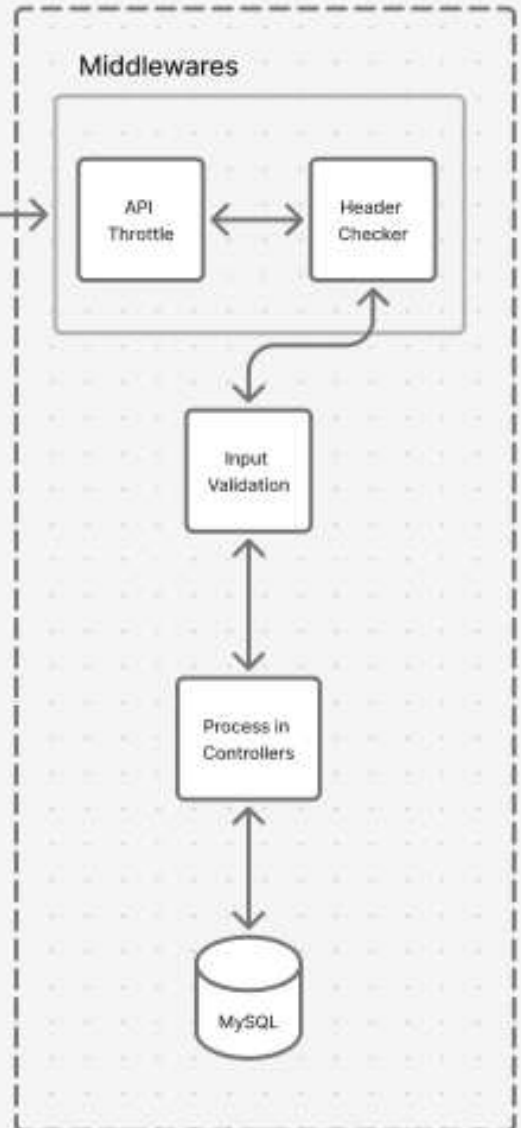 Middlewares
API
Throttle
Header
Checker
Input
Validation
Process in
Controllers
MySQL